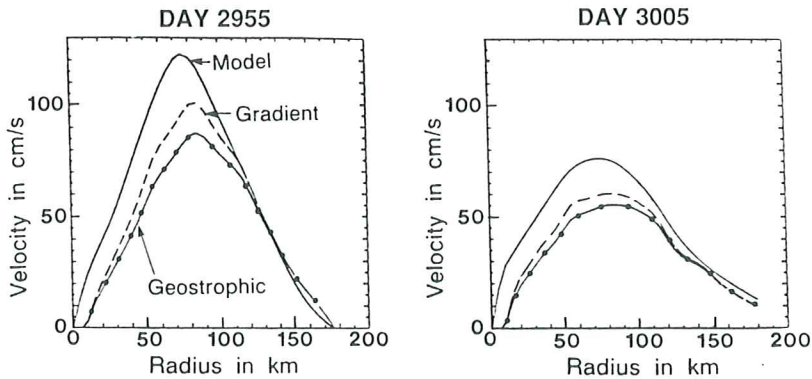 DAY 2955
DAY 3005
Velocity in cm/s
100
50
0
Model
Gradient
Geostrophic
0 50 100 150 200
Radius in km
Velocity in cm/s
100
50
0
0 50 100 150 200
Radius in km